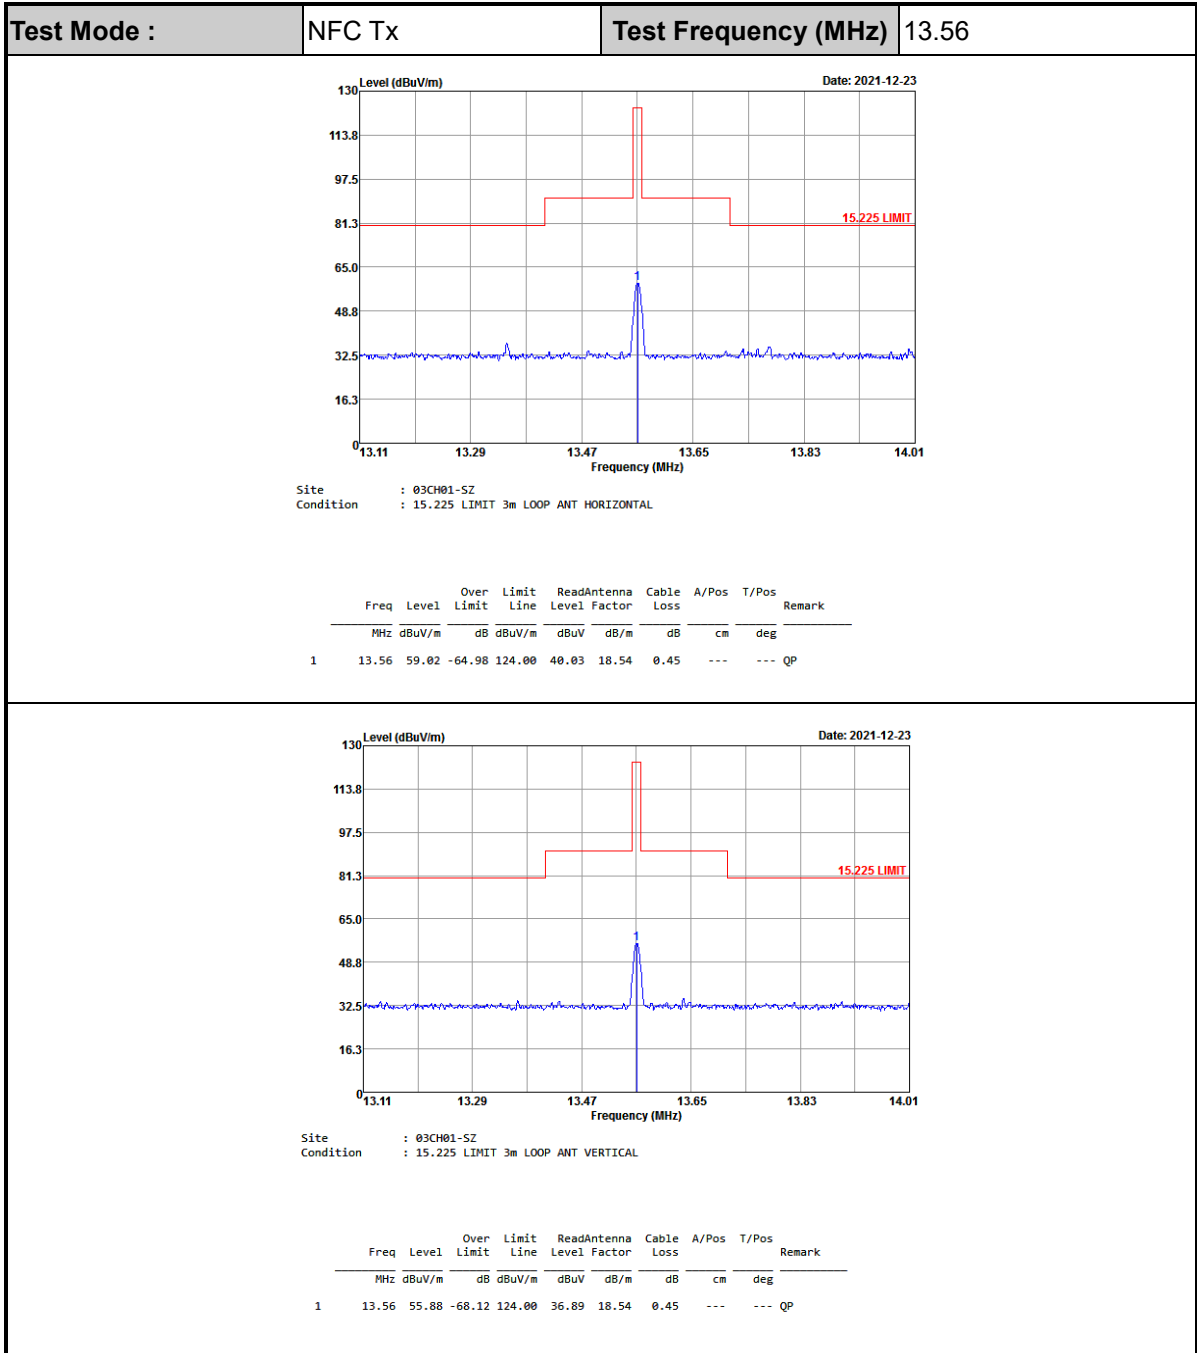 Test Mode : NFC Tx Test Frequency (MHz) 13.56
Level (dBuV/m) Date: 2021-12-23
130
113.8
97.5
81.3
15.225 LIMIT
65.0
1
48.8
32.5
16.3
0
13.11 13.29 13.47 13.65 13.83 14.01
Frequency (MHz)
Site : 03CH01-SZ
Condition : 15.225 LIMIT 3m LOOP ANT HORIZONTAL
Over Limit ReadAntenna Cable A/Pos T/Pos
Freq Level Limit Line Level Factor Loss Remark
MHz dBuV/m dB dBuV/m dBuV dB/m dB cm deg
1 13.56 59.02 -64.98 124.00 40.03 18.54 0.45 --- --- QP
Level (dBuV/m) Date: 2021-12-23
130
113.8
97.5
81.3
15.225 LIMIT
65.0
1
48.8
32.5
16.3
0
13.11 13.29 13.47 13.65 13.83 14.01
Frequency (MHz)
Site : 03CH01-SZ
Condition : 15.225 LIMIT 3m LOOP ANT VERTICAL
Over Limit ReadAntenna Cable A/Pos T/Pos
Freq Level Limit Line Level Factor Loss Remark
MHz dBuV/m dB dBuV/m dBuV dB/m dB cm deg
1 13.56 55.88 -68.12 124.00 36.89 18.54 0.45 --- --- QP